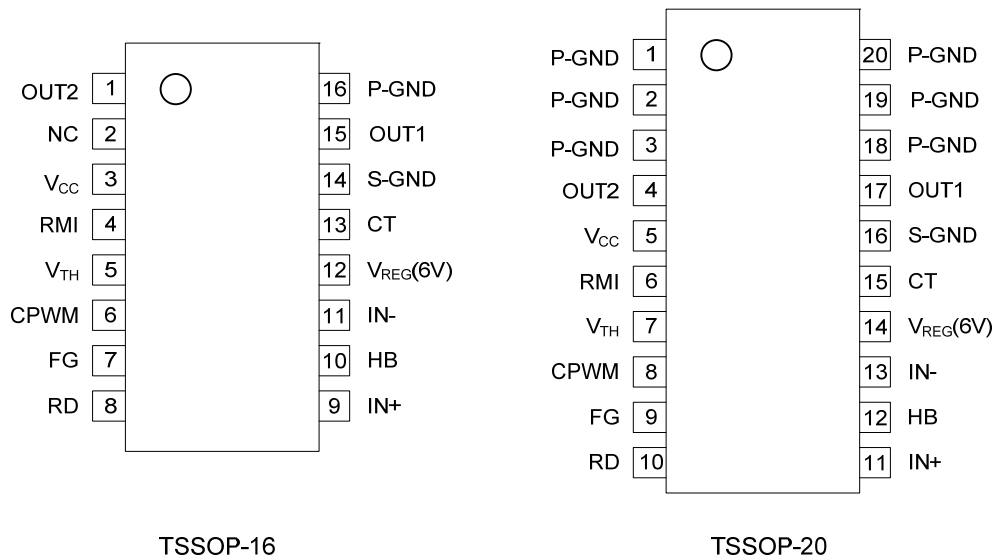 OUT2 1 16 P-GND
NC 2 15 OUT1
VCC 3 14 S-GND
RMI 4 13 CT
VTH 5 12 VREG(6V)
CPWM 6 11 IN-
FG 7 10 HB
RD 8 9 IN+
TSSOP-16
P-GND 1 20 P-GND
P-GND 2 19 P-GND
P-GND 3 18 P-GND
OUT2 4 17 OUT1
VCC 5 16 S-GND
RMI 6 15 CT
VTH 7 14 VREG(6V)
CPWM 8 13 IN-
FG 9 12 HB
RD 10 11 IN+
TSSOP-20